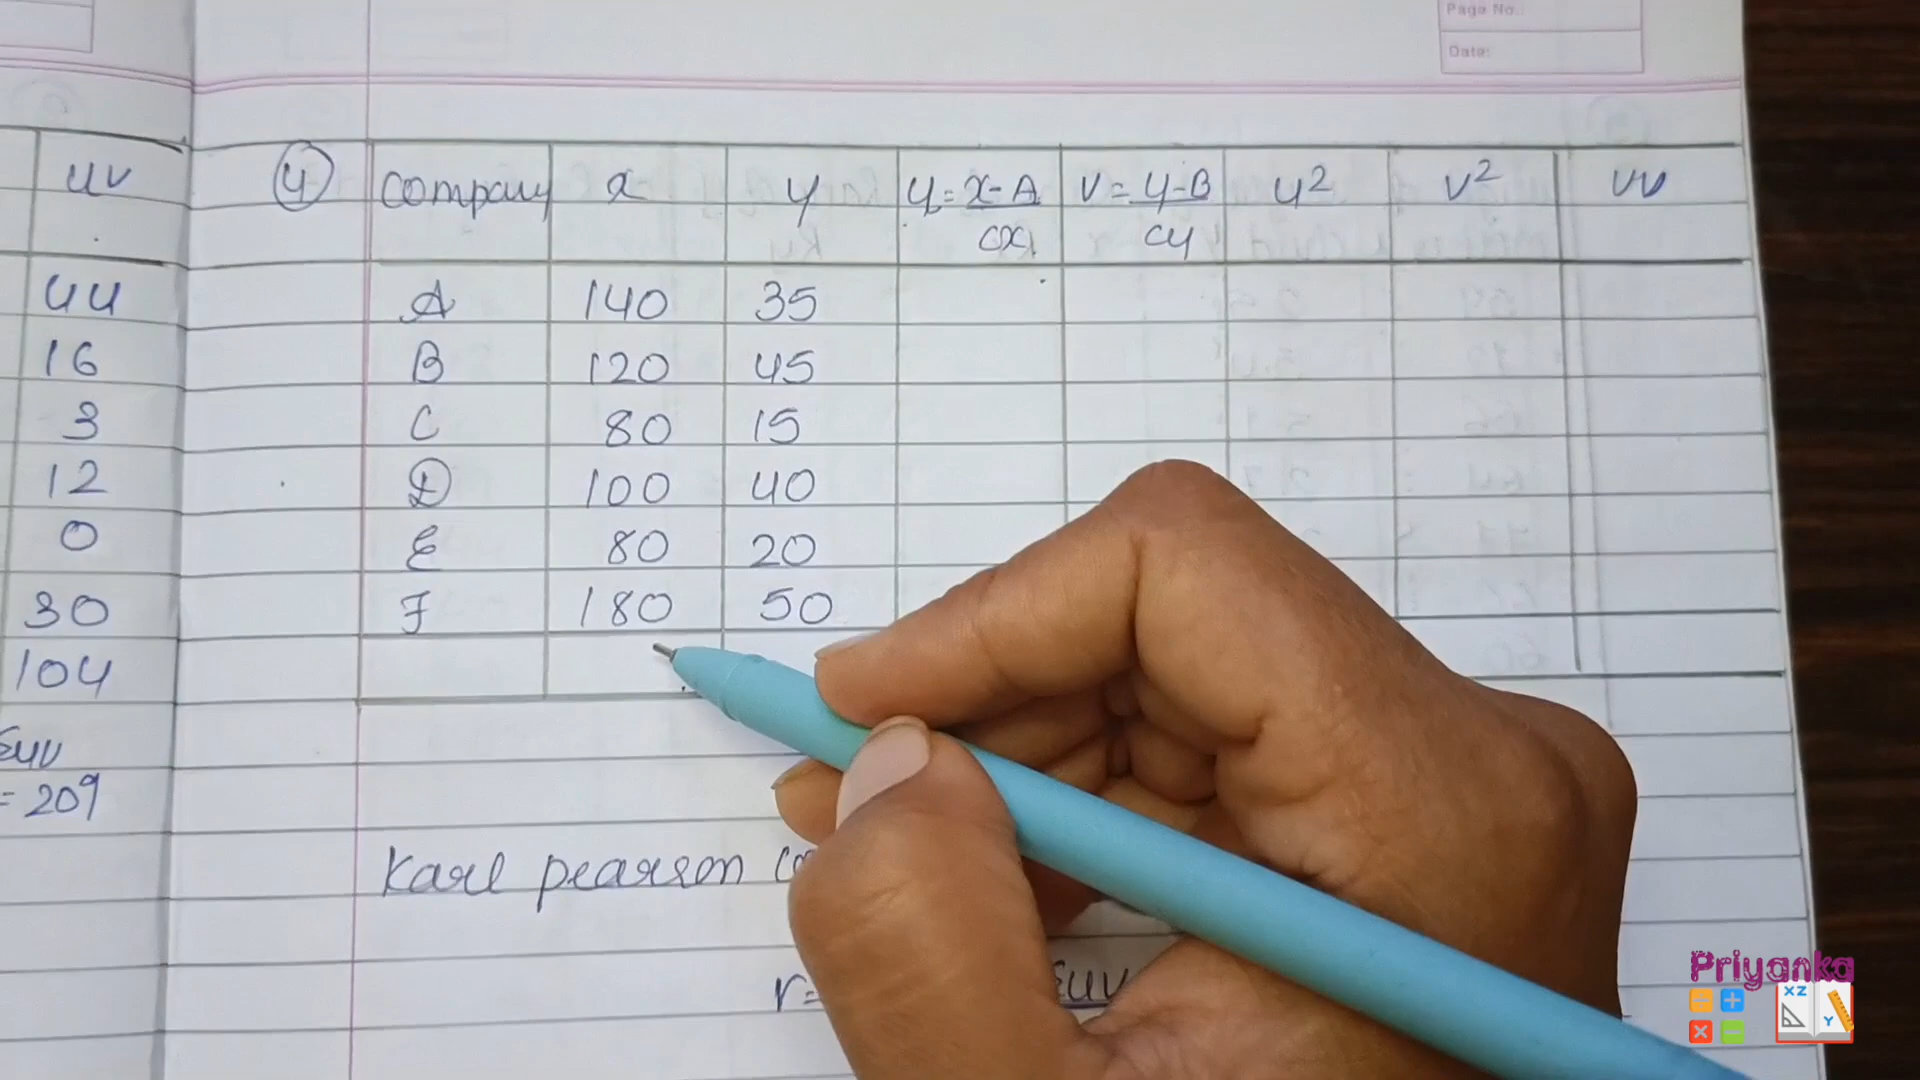 Page No.:
Date:
uv
44
16
3
12
0
30
104
Σuv
= 209
4 Company x y u = x-A / cx v = y-B / cy u² v² uv
A 140 35
B 120 45
C 80 15
D 100 40
E 80 20
F 180 50
Karl pearson
r=
Σuv
Priyanka
XZ
Y